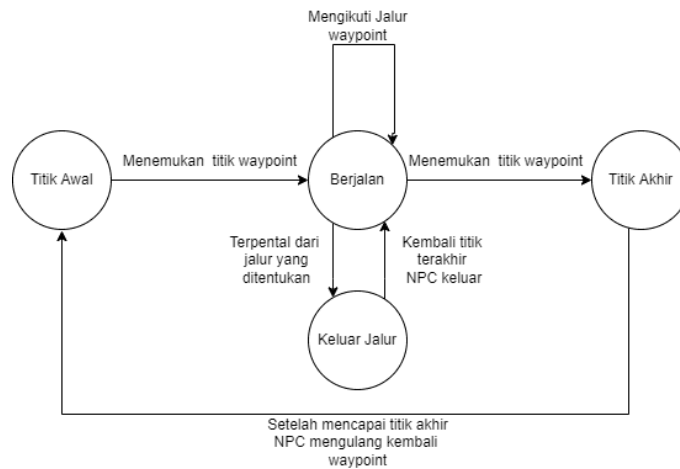 Mengikuti Jalur
waypoint
Titik Awal
Menemukan titik waypoint
Berjalan
Menemukan titik waypoint
Titik Akhir
Terpental dari
jalur yang
ditentukan
Kembali titik
terakhir
NPC keluar
Keluar Jalur
Setelah mencapai titik akhir
NPC mengulang kembali
waypoint